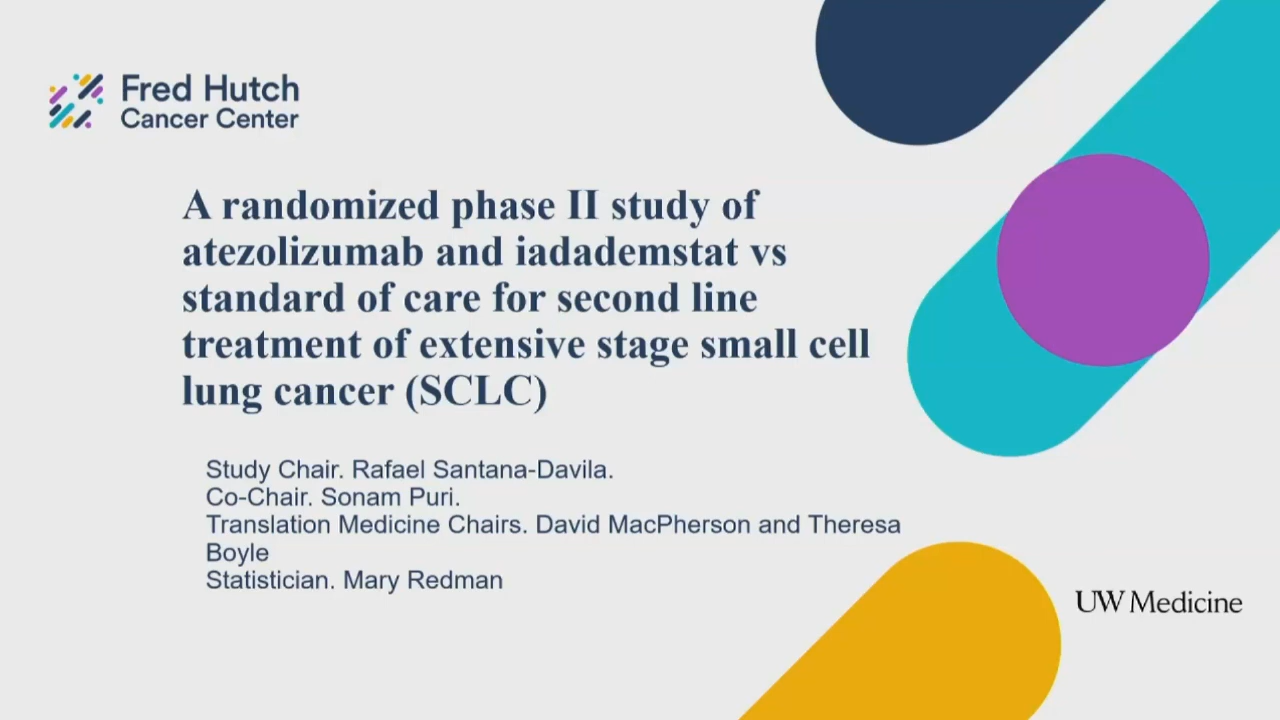 Fred Hutch
Cancer Center
A randomized phase II study of
atezolizumab and iadademstat vs
standard of care for second line
treatment of extensive stage small cell
lung cancer (SCLC)
Study Chair. Rafael Santana-Davila.
Co-Chair. Sonam Puri.
Translation Medicine Chairs. David MacPherson and Theresa
Boyle
Statistician. Mary Redman
UW Medicine